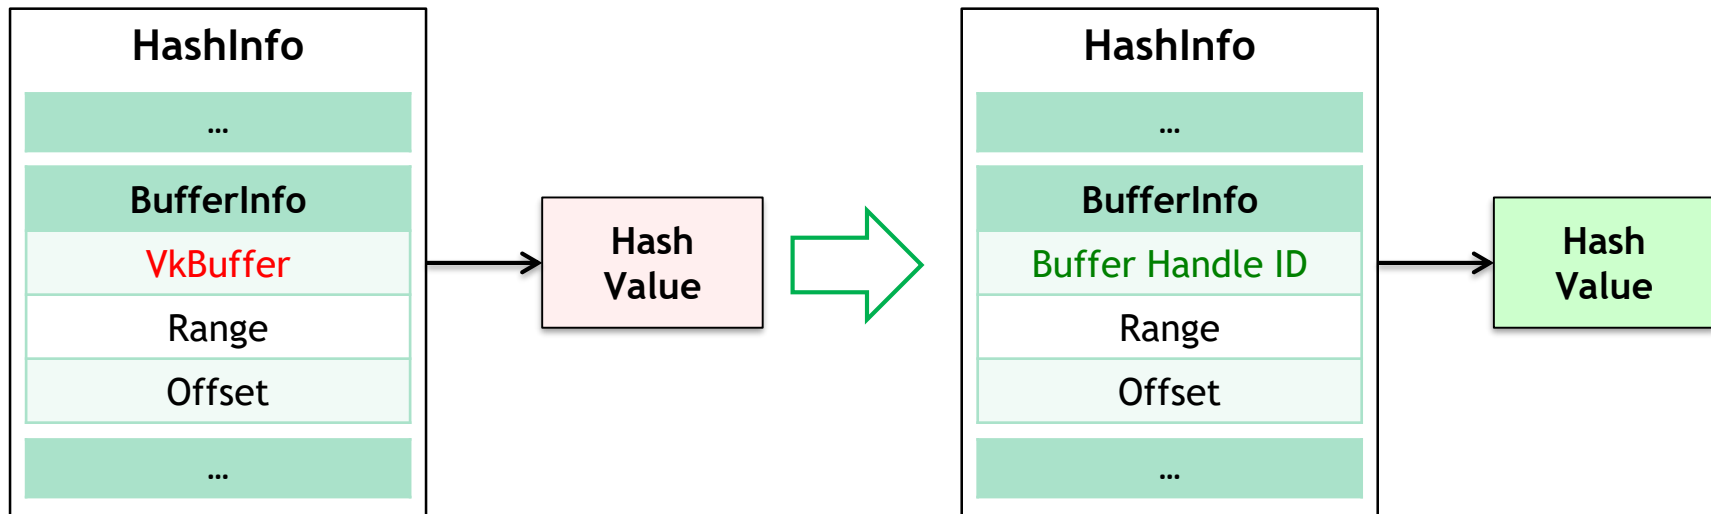 HashInfo
…
BufferInfo
VkBuffer
Range
Offset
…
Hash
Value
HashInfo
…
BufferInfo
Buffer Handle ID
Range
Offset
…
Hash
Value